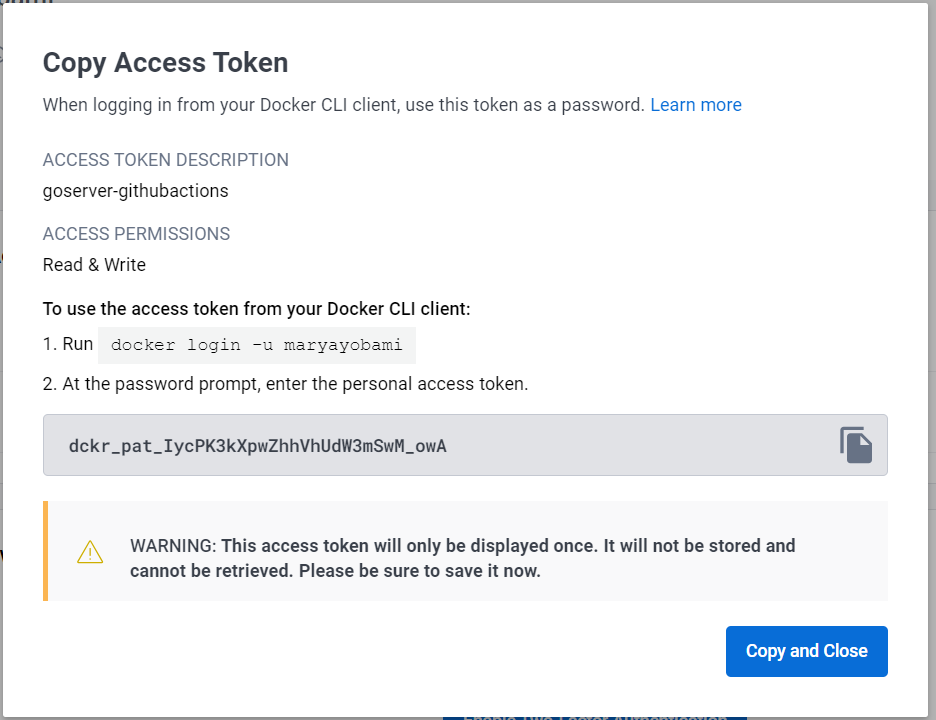 Copy Access Token
When logging in from your Docker CLI client, use this token as a password. Learn more
ACCESS TOKEN DESCRIPTION
goserver-githubactions
ACCESS PERMISSIONS
Read & Write
To use the access token from your Docker CLI client:
1. Run docker login -u maryayobami
2. At the password prompt, enter the personal access token.
dckr_pat_IycPK3kXpwZhhVhUdW3mSwM_owA
WARNING: This access token will only be displayed once. It will not be stored and
cannot be retrieved. Please be sure to save it now.
Copy and Close